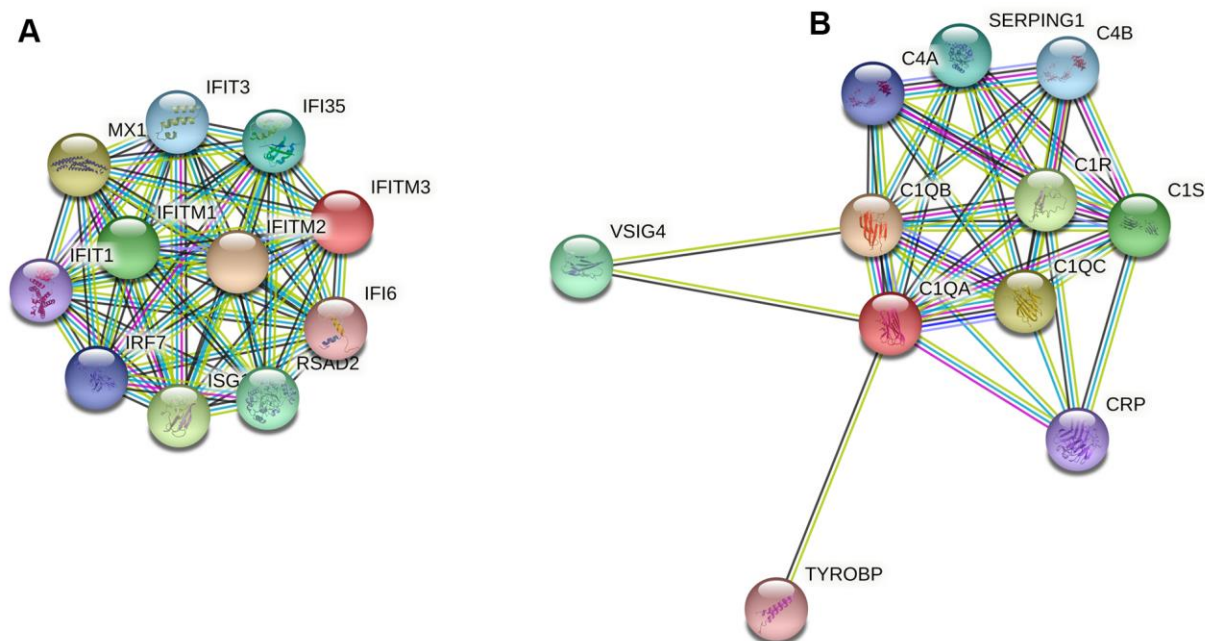 A
IFIT3
IFI35
MX1
IFITM3
IFITM1
IFITM2
IFIT1
IFI6
IRF7
RSAD2
B
SERPING1
C4B
C4A
C1R
C1S
C1QB
VSIG4
C1QC
C1QA
CRP
TYROBP